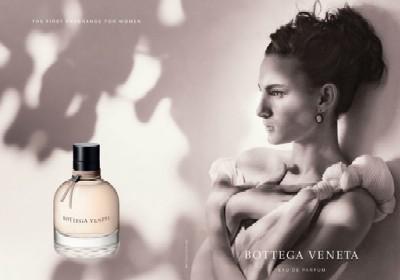 THE FIRST FRAGRANCE FOR WOMEN
BOTTEGA VENETA
BOTTEGA VENETA
EAU DE PARFUM